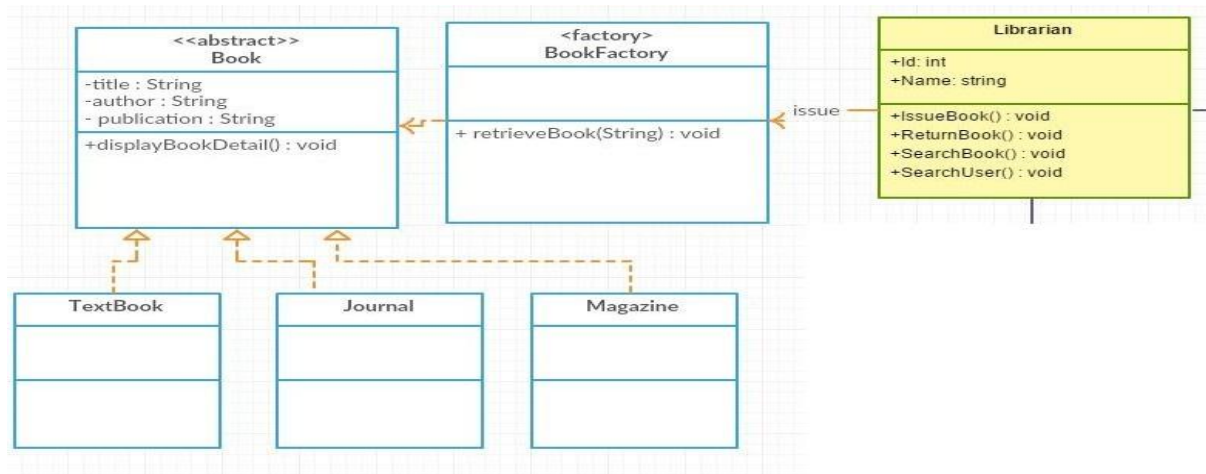 <<abstract>>
Book
-title : String
-author : String
- publication : String
+displayBookDetail() : void
<factory>
BookFactory
+ retrieveBook(String) : void
issue
Librarian
+Id: int
+Name: string
+IssueBook() : void
+ReturnBook() : void
+SearchBook() : void
+SearchUser() : void
TextBook
Journal
Magazine